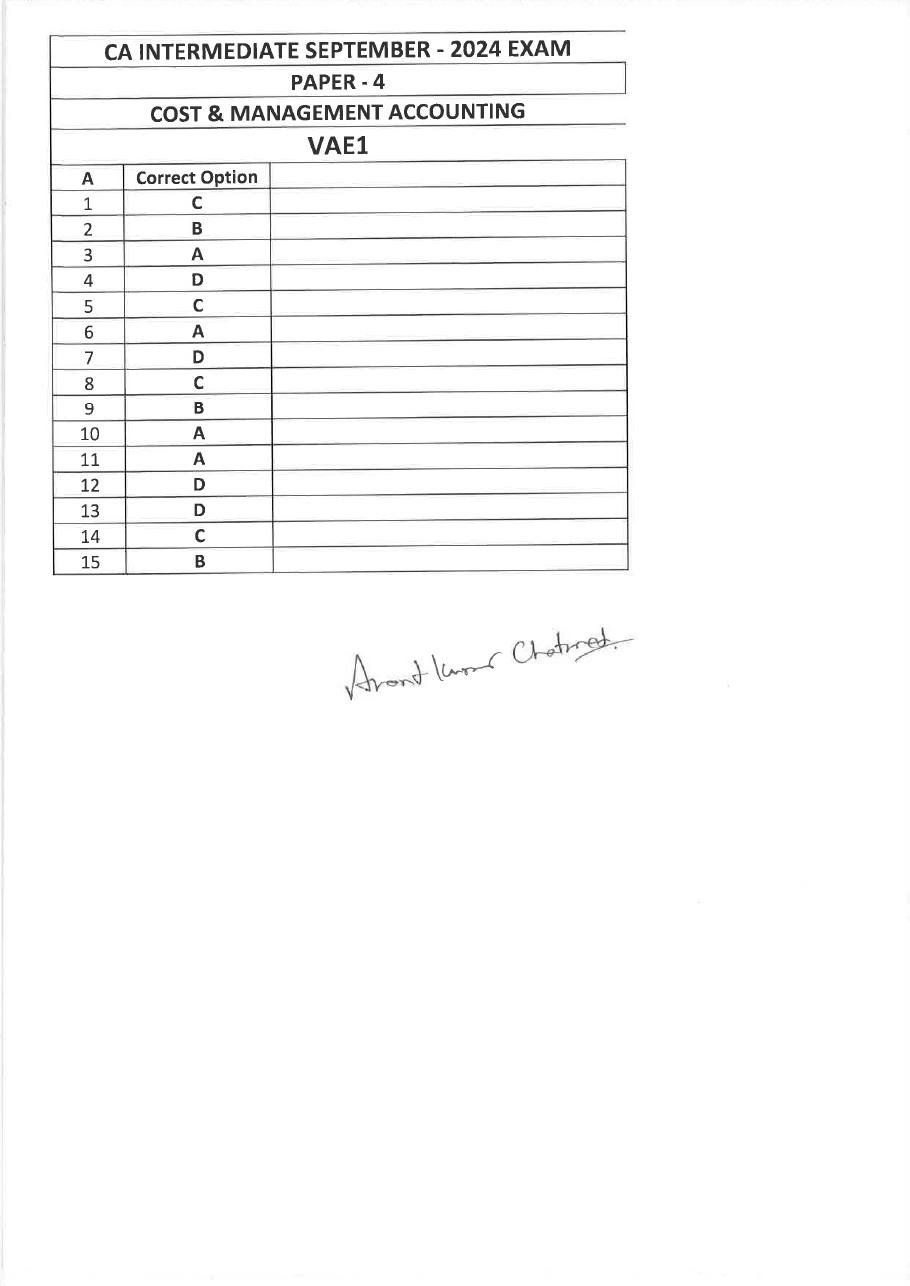 CA INTERMEDIATE SEPTEMBER - 2024 EXAM
PAPER - 4
COST & MANAGEMENT ACCOUNTING
VAE1
A Correct Option
1 C
2 B
3 A
4 D
5 C
6 A
7 D
8 C
9 B
10 A
11 A
12 D
13 D
14 C
15 B